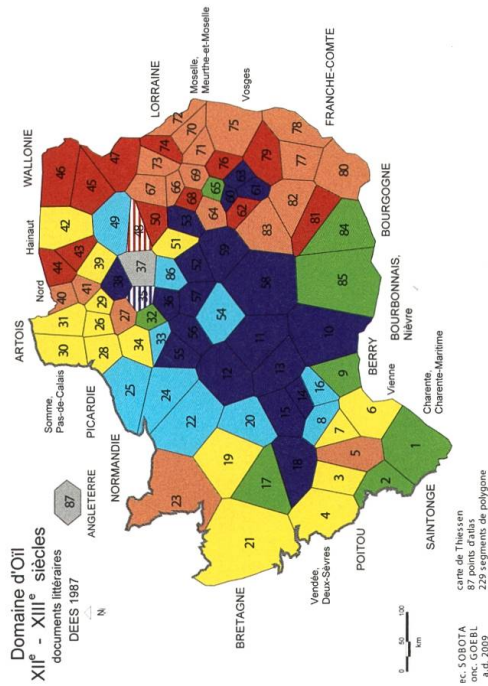 Domaine d'Oïl
XIIe - XIIIe siècles
documents littéraires
DEES 1987
N
87
ANGLETERRE
Somme,
Pas-de-Calais
ARTOIS
Nord
Hainaut
WALLONIE
PICARDIE
NORMANDIE
LORRAINE
Moselle,
Meurthe-et-Moselle
Vosges
FRANCHE-COMTE
BOURGOGNE
BOURBONNAIS,
Nièvre
BERRY
Vienne
Charente,
Charente-Maritime
SAINTONGE
POITOU
Vendée,
Deux-Sèvres
BRETAGNE
30 31 40 44 43 42 45 46
28 26 29 41 39 49 47
25 34 27 38 37 50 74 72
24 33 32 36 86 51 53 67 73 70
23 22 55 56 57 52 68 66 69 71
20 12 54 59 64 65 60 63 76 75
19 11 58 62 61 79 78
21 17 15 14 13 83 82 77 80
18 8 16 10 85 84 81
4 3 7 9
5 6
2 1
0 100
km
ec. SOBOTA
onc. GOEBL
a.d. 2009
carte de Thiessen
87 points d'atlas
229 segments de polygone